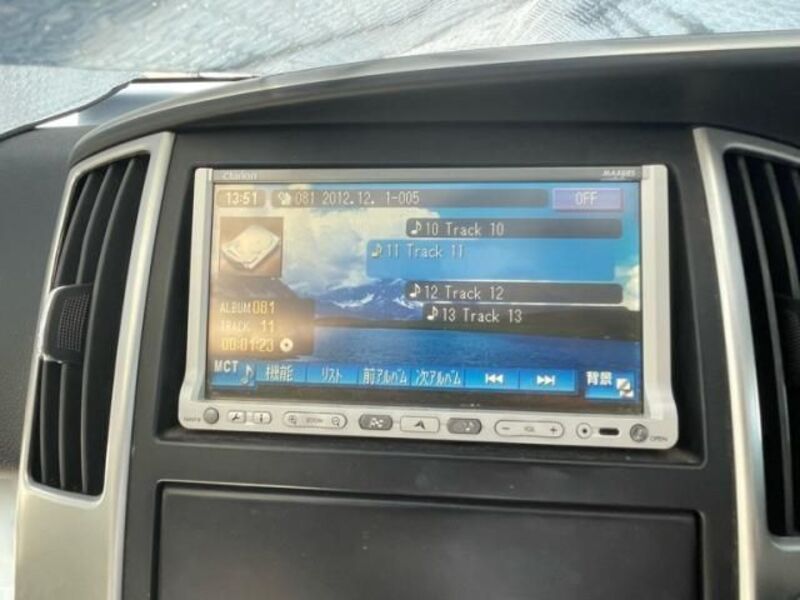 clarion
13:51
081 2012.12. 1-005
OFF
10 Track 10
11 Track 11
12 Track 12
13 Track 13
ALBUM 081
TRACK 11
00:01:23
MCT
機能
リスト
前アルバム
次アルバム
背景
ZOOM
VOL
OPEN